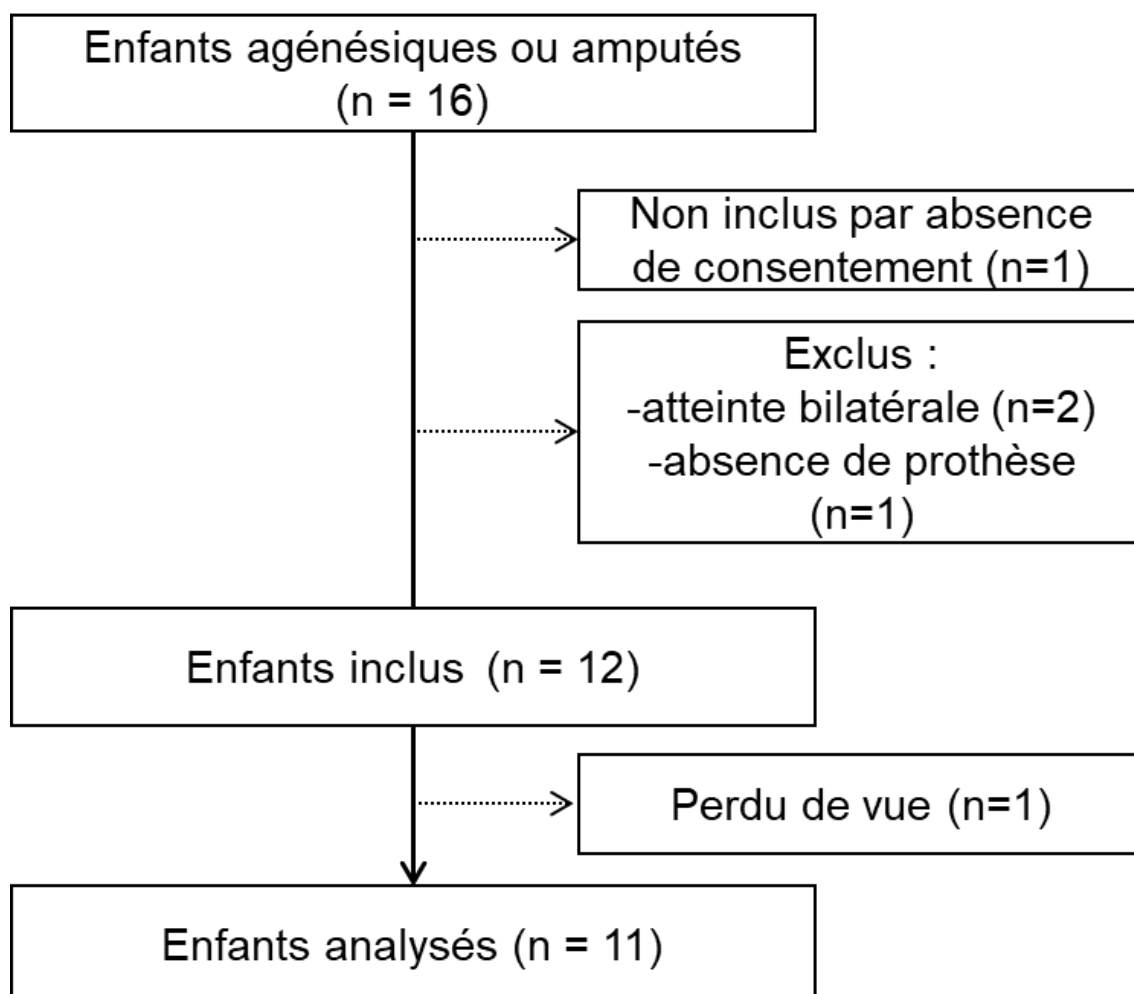 Enfants agénésiques ou amputés
(n = 16)
Non inclus par absence
de consentement (n=1)
Exclus :
-atteinte bilatérale (n=2)
-absence de prothèse
(n=1)
Enfants inclus (n = 12)
Perdu de vue (n=1)
Enfants analysés (n = 11)